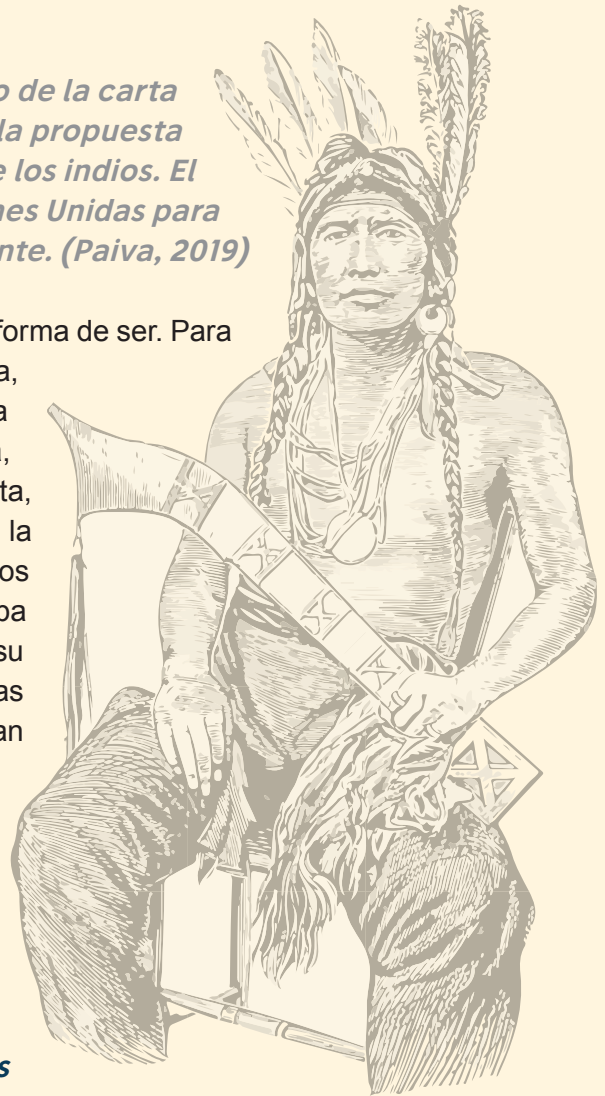 o de la carta
la propuesta
e los indios. El
nes Unidas para
nte. (Paiva, 2019)
forma de ser. Para
a,
a
a,
ta,
la
os
ba
su
as
an
s